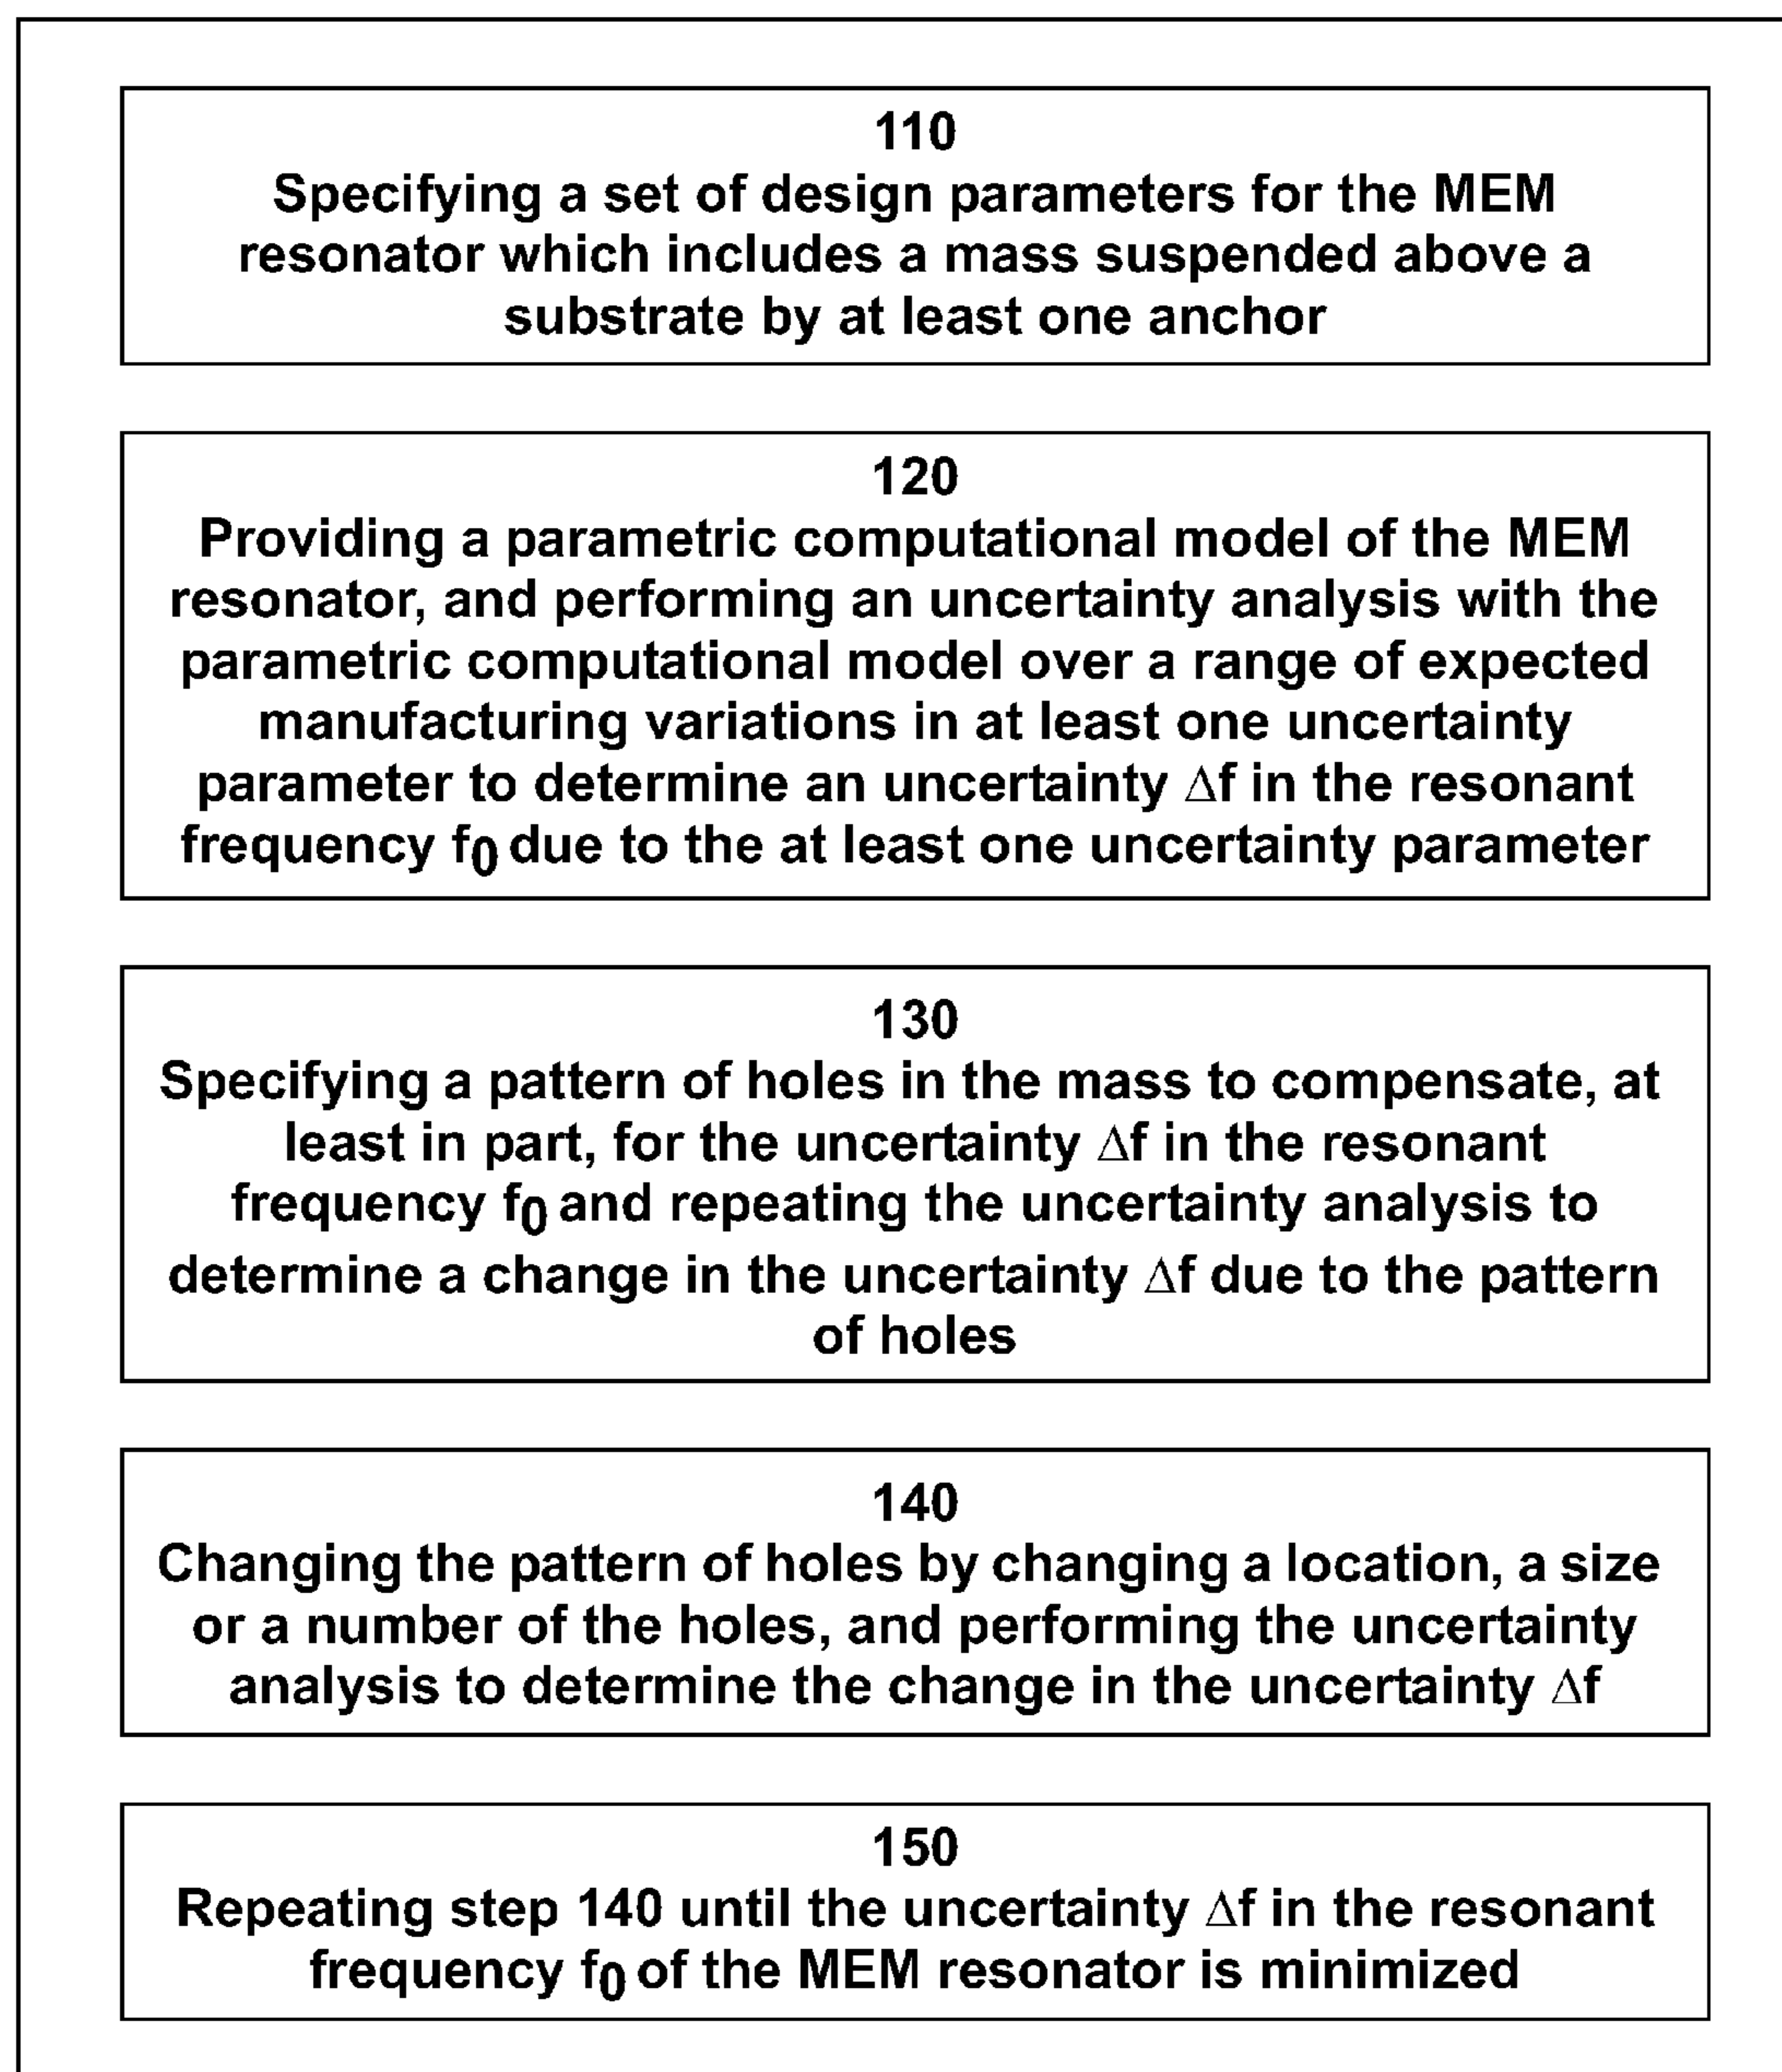 110
Specifying a set of design parameters for the MEM
resonator which includes a mass suspended above a
substrate by at least one anchor
120
Providing a parametric computational model of the MEM
resonator, and performing an uncertainty analysis with the
parametric computational model over a range of expected
manufacturing variations in at least one uncertainty
parameter to determine an uncertainty Δf in the resonant
frequency f0 due to the at least one uncertainty parameter
130
Specifying a pattern of holes in the mass to compensate, at
least in part, for the uncertainty Δf in the resonant
frequency f0 and repeating the uncertainty analysis to
determine a change in the uncertainty Δf due to the pattern
of holes
140
Changing the pattern of holes by changing a location, a size
or a number of the holes, and performing the uncertainty
analysis to determine the change in the uncertainty Δf
150
Repeating step 140 until the uncertainty Δf in the resonant
frequency f0 of the MEM resonator is minimized